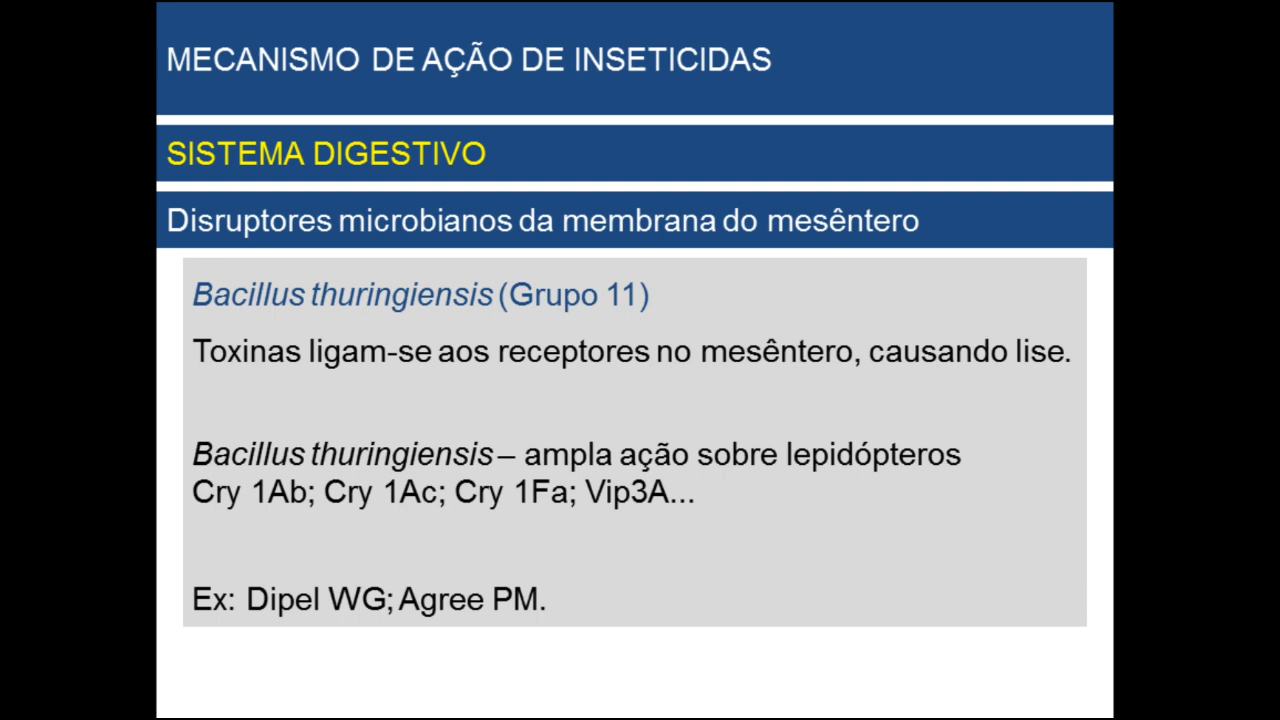 MECANISMO DE AÇÃO DE INSETICIDAS
SISTEMA DIGESTIVO
Disruptores microbianos da membrana do mesêntero
Bacillus thuringiensis (Grupo 11)
Toxinas ligam-se aos receptores no mesêntero, causando lise.
Bacillus thuringiensis – ampla ação sobre lepidópteros
Cry 1Ab; Cry 1Ac; Cry 1Fa; Vip3A...
Ex: Dipel WG; Agree PM.